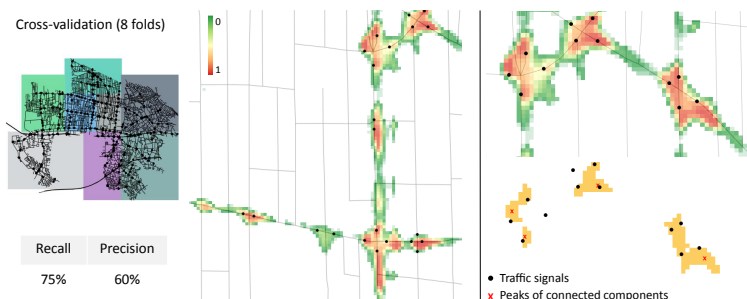 Cross-validation (8 folds)
0
1
Recall Precision
75% 60%
Traffic signals
x Peaks of connected components